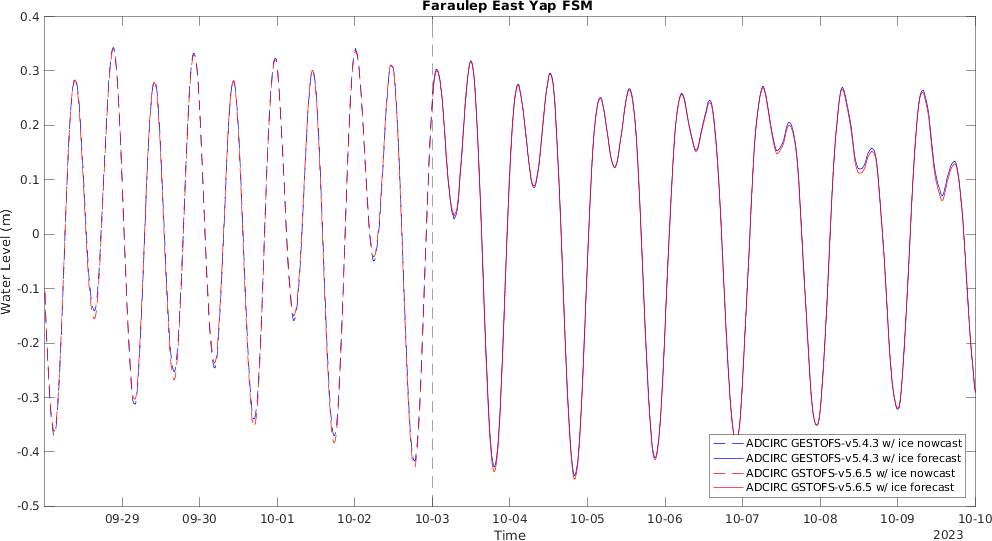 Faraulep East Yap FSM
0.4
0.3
0.2
0.1
0
-0.1
-0.2
-0.3
-0.4
-0.5
Water Level (m)
ADCIRC GESTOFS-v5.4.3 w/ ice nowcast
ADCIRC GESTOFS-v5.4.3 w/ ice forecast
ADCIRC GSTOFS-v5.6.5 w/ ice nowcast
ADCIRC GSTOFS-v5.6.5 w/ ice forecast
09-29 09-30 10-01 10-02 10-03 10-04 10-05 10-06 10-07 10-08 10-09 10-10
Time
2023